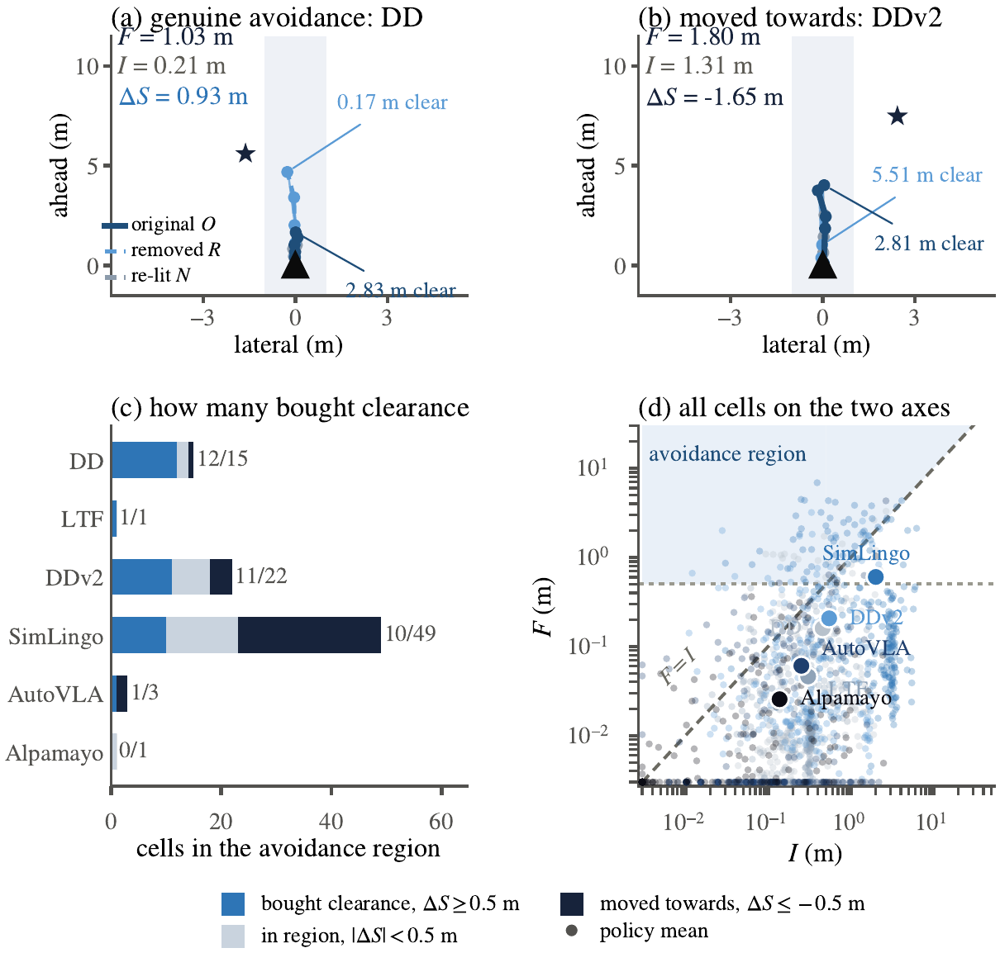 (a) genuine avoidance: DD
F = 1.03 m
I = 0.21 m
ΔS = 0.93 m
0.17 m clear
2.83 m clear
original O
removed R
re-lit N
ahead (m)
10
5
0
−3
0
3
lateral (m)
(b) moved towards: DDv2
F = 1.80 m
I = 1.31 m
ΔS = -1.65 m
5.51 m clear
2.81 m clear
ahead (m)
10
5
0
−3
0
3
lateral (m)
(c) how many bought clearance
DD
12/15
LTF
1/1
DDv2
11/22
SimLingo
10/49
AutoVLA
1/3
Alpamayo
0/1
0
20
40
60
cells in the avoidance region
(d) all cells on the two axes
avoidance region
SimLingo
DDv2
DD
AutoVLA
LTF
Alpamayo
F=I
F (m)
10¹
10⁰
10⁻¹
10⁻²
10⁻²
10⁻¹
10⁰
10¹
I (m)
bought clearance, ΔS ≥ 0.5 m
in region, |ΔS| < 0.5 m
moved towards, ΔS ≤ −0.5 m
policy mean